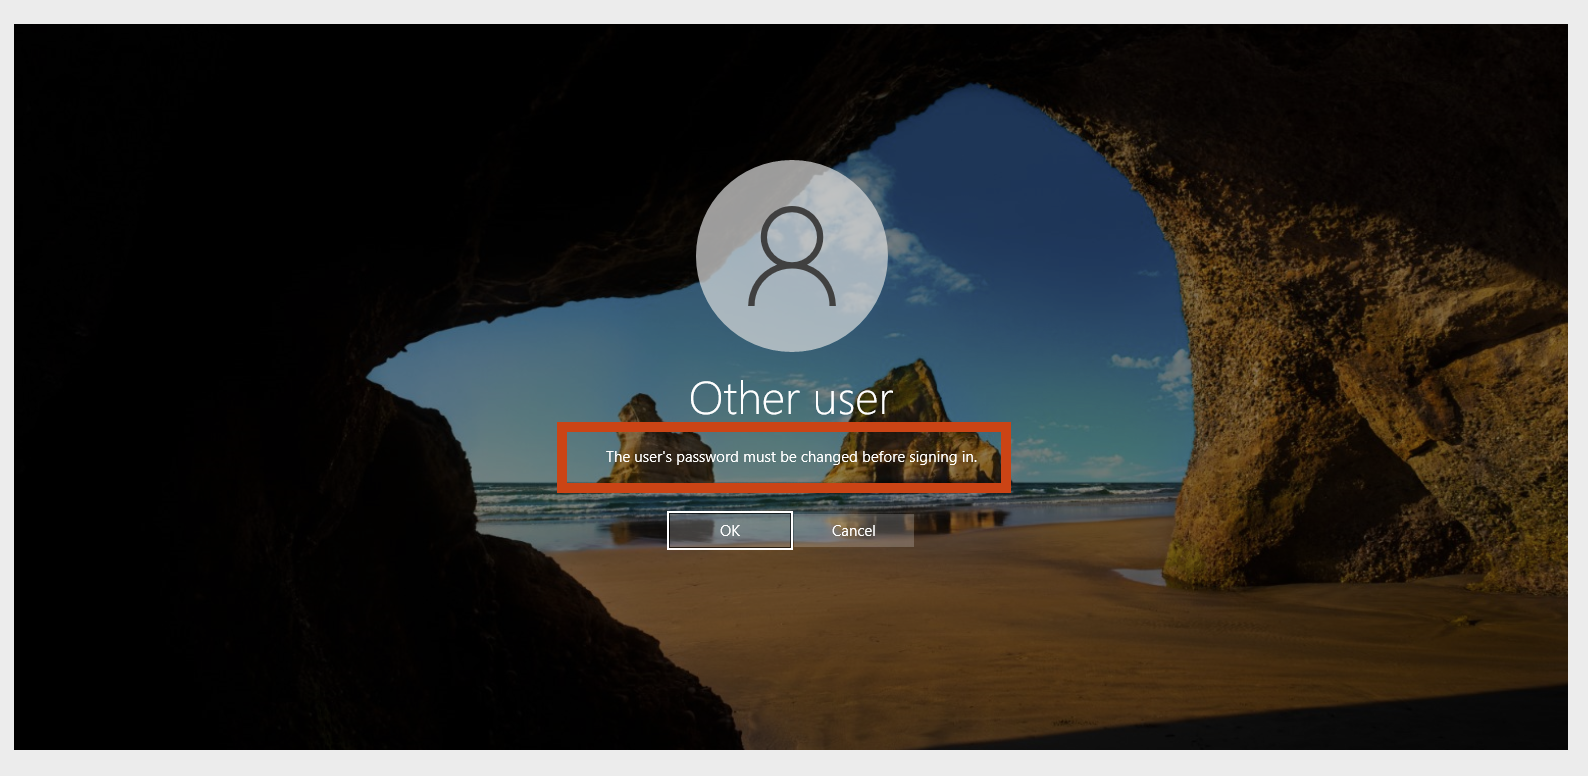 Other user
The user's password must be changed before signing in.
OK
Cancel